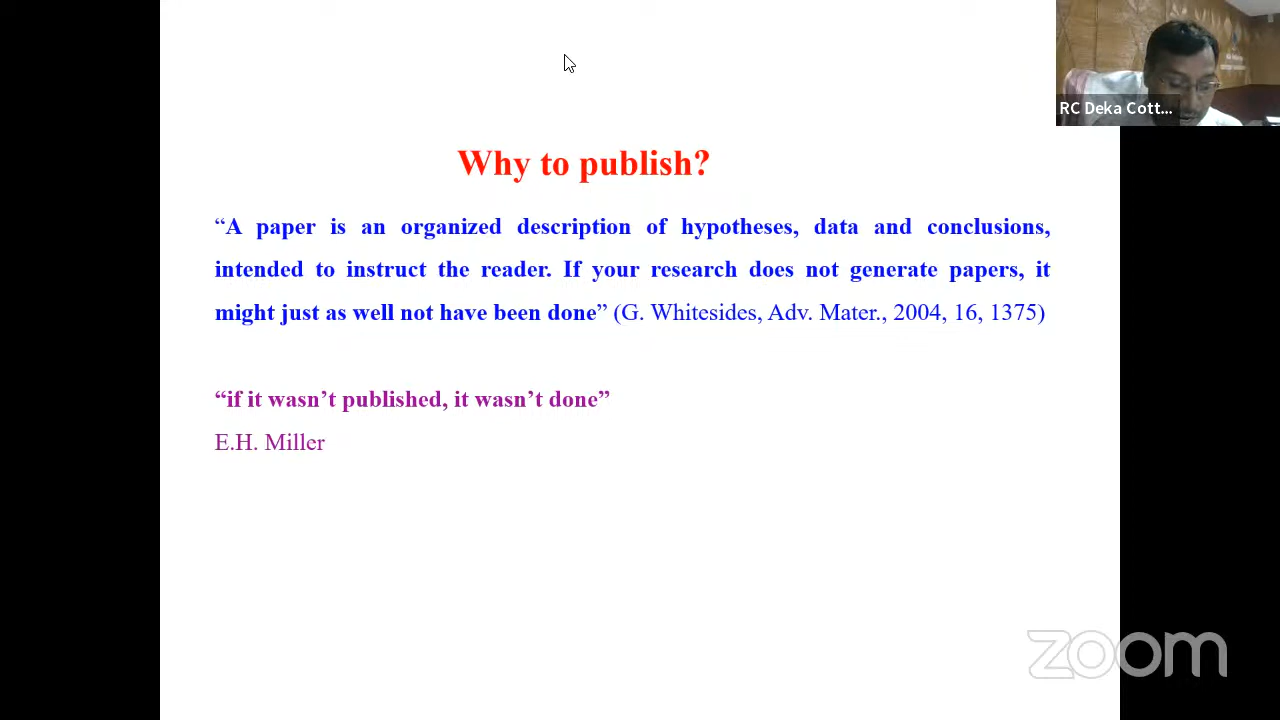 RC Deka Cott...
Why to publish?
“A paper is an organized description of hypotheses, data and conclusions,
intended to instruct the reader. If your research does not generate papers, it
might just as well not have been done” (G. Whitesides, Adv. Mater., 2004, 16, 1375)
“if it wasn’t published, it wasn’t done”
E.H. Miller
zoom